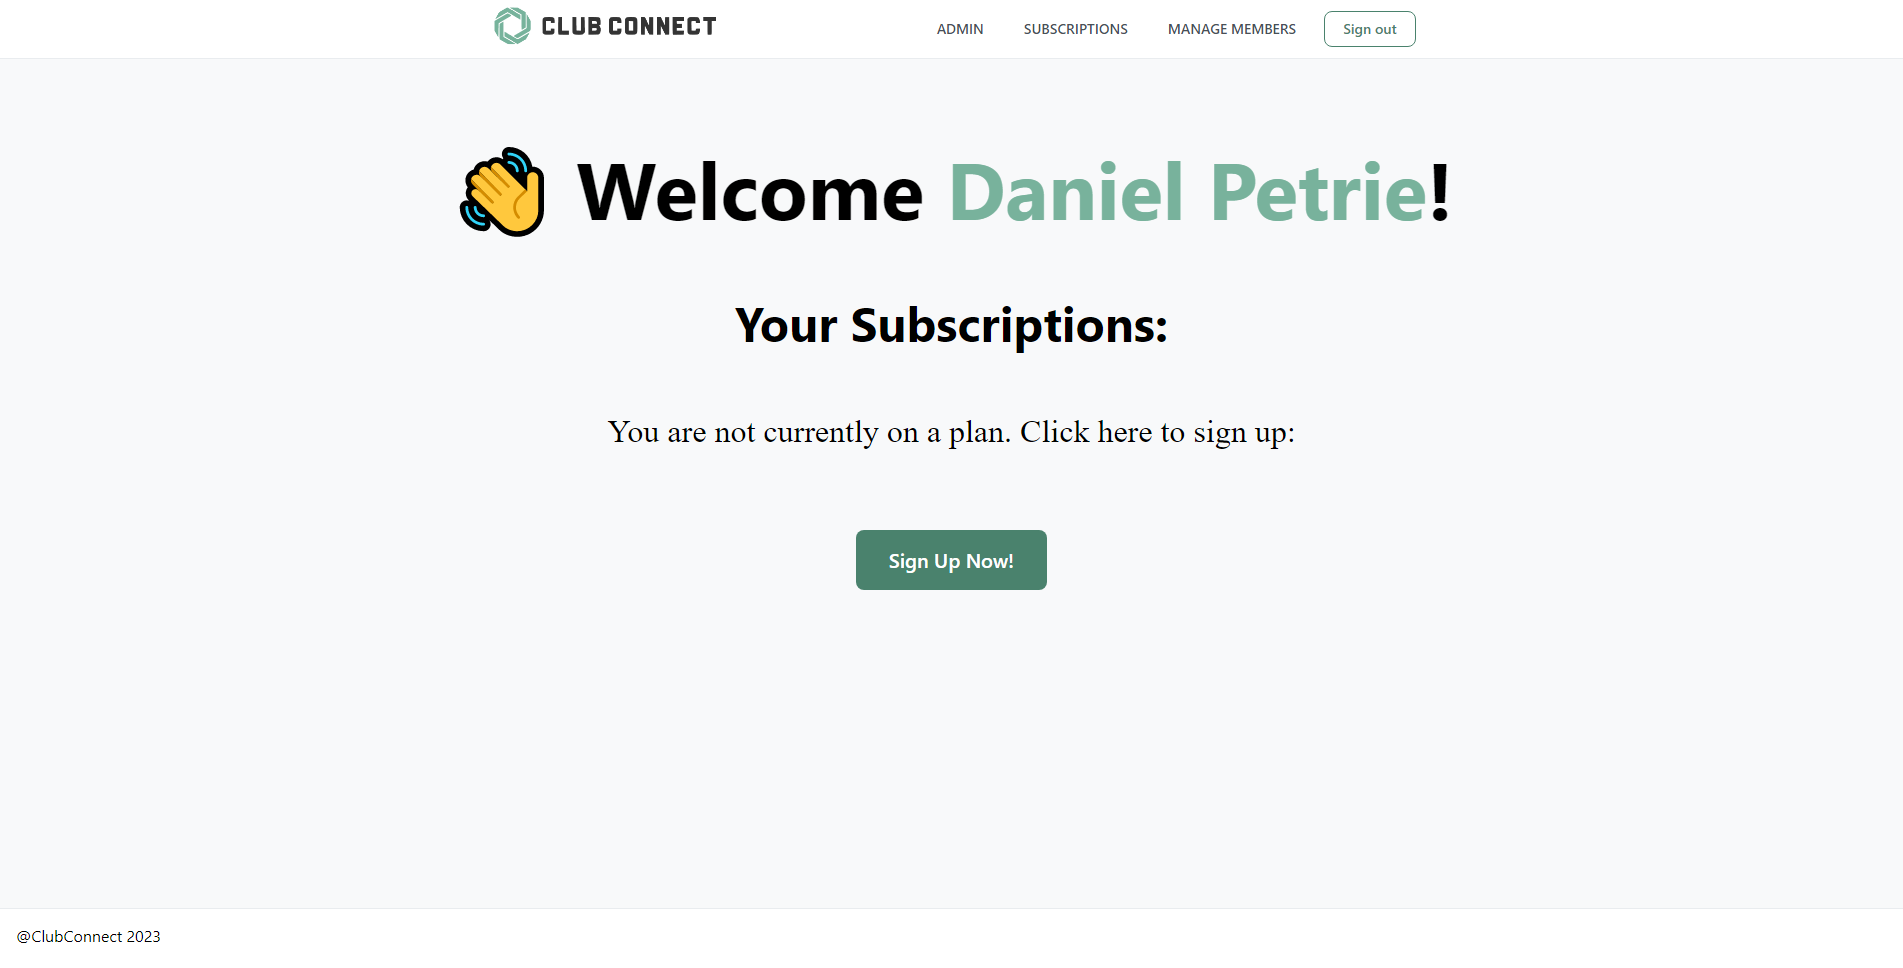 CLUB CONNECT
ADMIN SUBSCRIPTIONS MANAGE MEMBERS Sign out
Welcome Daniel Petrie!
Your Subscriptions:
You are not currently on a plan. Click here to sign up:
Sign Up Now!
@ClubConnect 2023